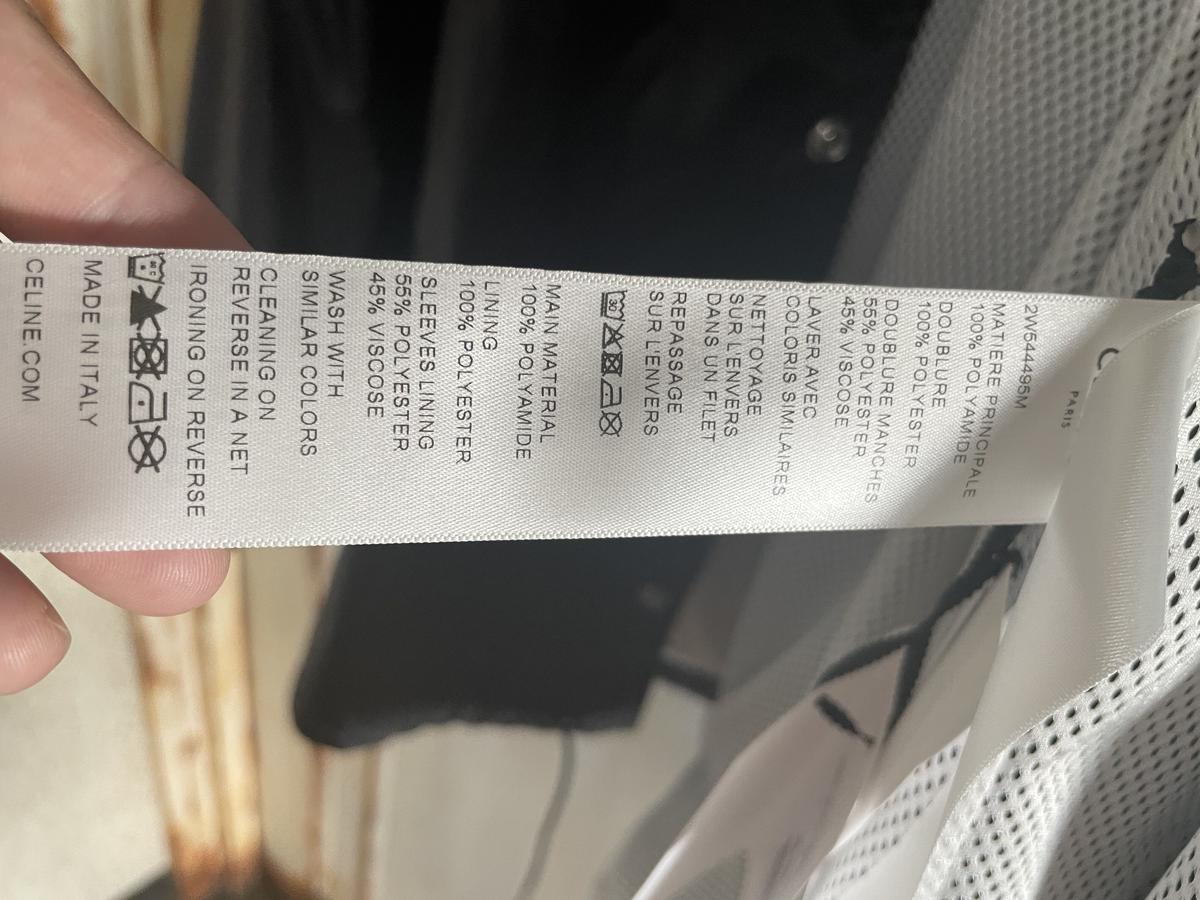 PARIS
2W544495M
MATIERE PRINCIPALE
100% POLYAMIDE
DOUBLURE
100% POLYESTER
DOUBLURE MANCHES
55% POLYESTER
45% VISCOSE
LAVER AVEC
COLORIS SIMILAIRES
NETTOYAGE
SUR L'ENVERS
DANS UN FILET
REPASSAGE
SUR L'ENVERS
30
MAIN MATERIAL
100% POLYAMIDE
LINING
100% POLYESTER
SLEEVES LINING
55% POLYESTER
45% VISCOSE
WASH WITH
SIMILAR COLORS
CLEANING ON
REVERSE IN A NET
IRONING ON REVERSE
MADE IN ITALY
CELINE.COM